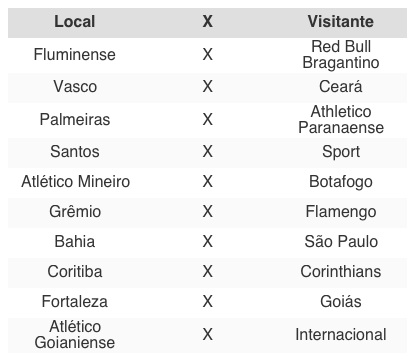 Local X Visitante
Fluminense X Red Bull
Bragantino
Vasco X Ceará
Palmeiras X Athletico
Paranaense
Santos X Sport
Atlético Mineiro X Botafogo
Grêmio X Flamengo
Bahia X São Paulo
Coritiba X Corinthians
Fortaleza X Goiás
Atlético
Goianiense X Internacional